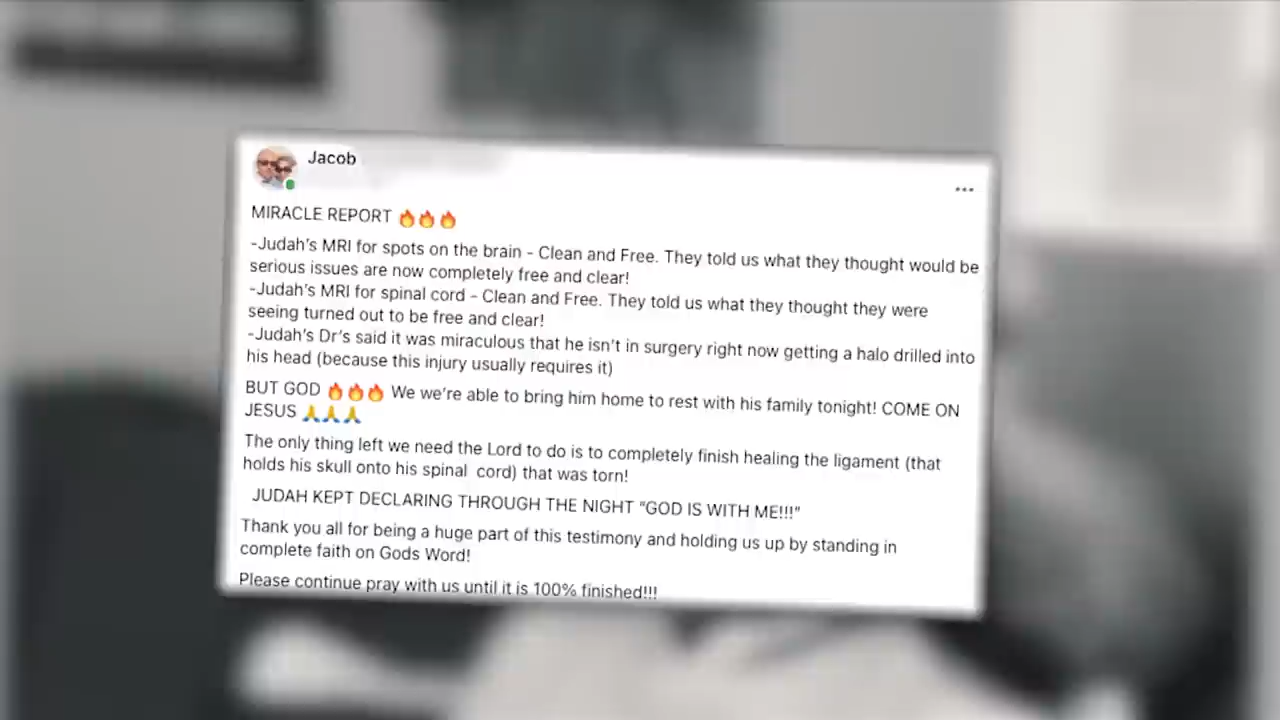 Jacob
MIRACLE REPORT 🔥🔥🔥
-Judah's MRI for spots on the brain - Clean and Free. They told us what they thought would be
serious issues are now completely free and clear!
-Judah's MRI for spinal cord - Clean and Free. They told us what they thought they were
seeing turned out to be free and clear!
-Judah's Dr's said it was miraculous that he isn't in surgery right now getting a halo drilled into
his head (because this injury usually requires it)
BUT GOD 🔥🔥🔥 We we're able to bring him home to rest with his family tonight! COME ON
JESUS 🙏🙏🙏
The only thing left we need the Lord to do is to completely finish healing the ligament (that
holds his skull onto his spinal cord) that was torn!
JUDAH KEPT DECLARING THROUGH THE NIGHT "GOD IS WITH ME!!!"
Thank you all for being a huge part of this testimony and holding us up by standing in
complete faith on Gods Word!
Please continue pray with us until it is 100% finished!!!